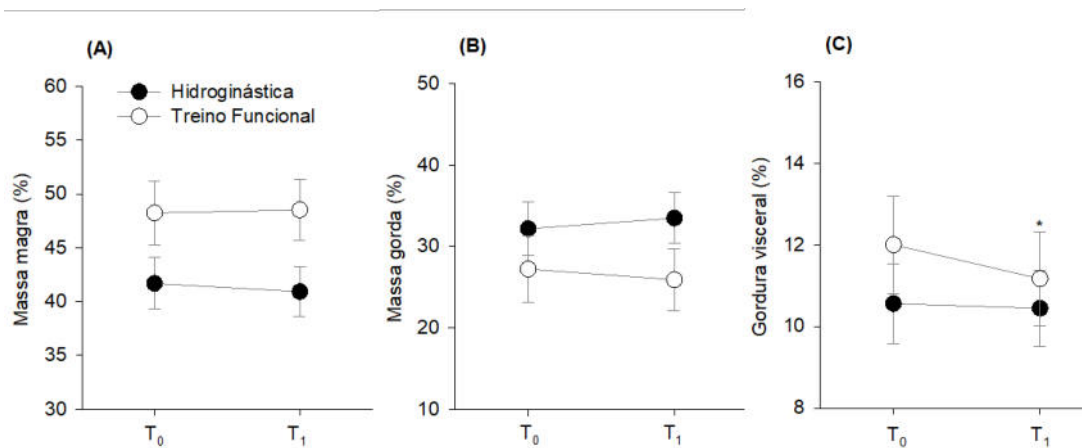 (A)
Massa magra (%)
60
55
50
45
40
35
30
Hidroginástica
Treino Funcional
T0
T1
(B)
Massa gorda (%)
50
40
30
20
10
T0
T1
(C)
Gordura visceral (%)
16
14
12
10
8
*
T0
T1